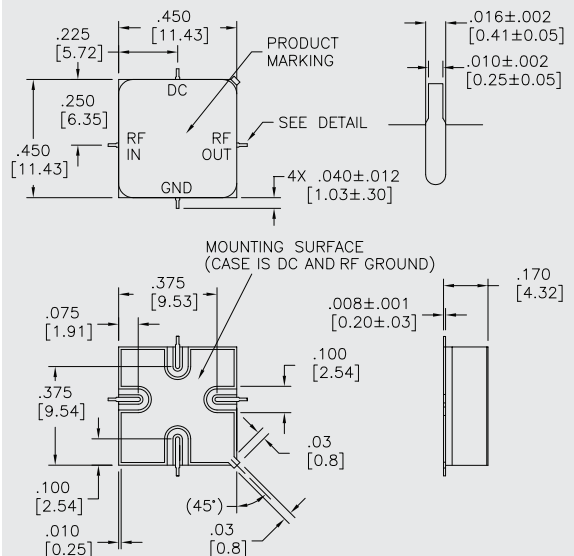 .450
[11.43]
.225
[5.72]
PRODUCT
MARKING
.016±.002
[0.41±0.05]
.010±.002
[0.25±0.05]
DC
.250
[6.35]
RF
IN
RF
OUT
SEE DETAIL
.450
[11.43]
GND
4X .040±.012
[1.03±.30]
MOUNTING SURFACE
(CASE IS DC AND RF GROUND)
.375
[9.53]
.170
[4.32]
.075
[1.91]
.008±.001
[0.20±.03]
.100
[2.54]
.375
[9.54]
.03
[0.8]
.100
[2.54]
(45°)
.010
[0.25]
.03
[0.8]